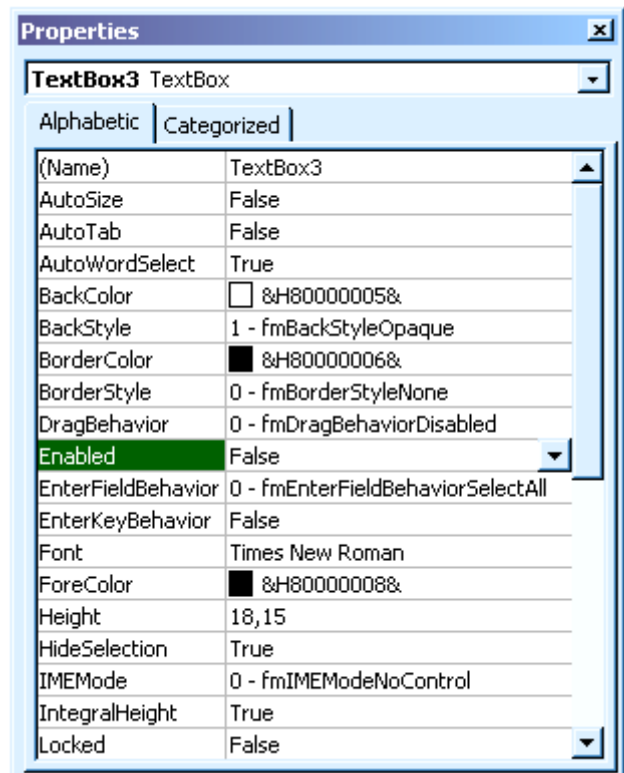 Properties
TextBox3 TextBox
Alphabetic Categorized
(Name) TextBox3
AutoSize False
AutoTab False
AutoWordSelect True
BackColor &H80000005&
BackStyle 1 - fmBackStyleOpaque
BorderColor &H80000006&
BorderStyle 0 - fmBorderStyleNone
DragBehavior 0 - fmDragBehaviorDisabled
Enabled False
EnterFieldBehavior 0 - fmEnterFieldBehaviorSelectAll
EnterKeyBehavior False
Font Times New Roman
ForeColor &H80000008&
Height 18,15
HideSelection True
IMEMode 0 - fmIMEModeNoControl
IntegralHeight True
Locked False